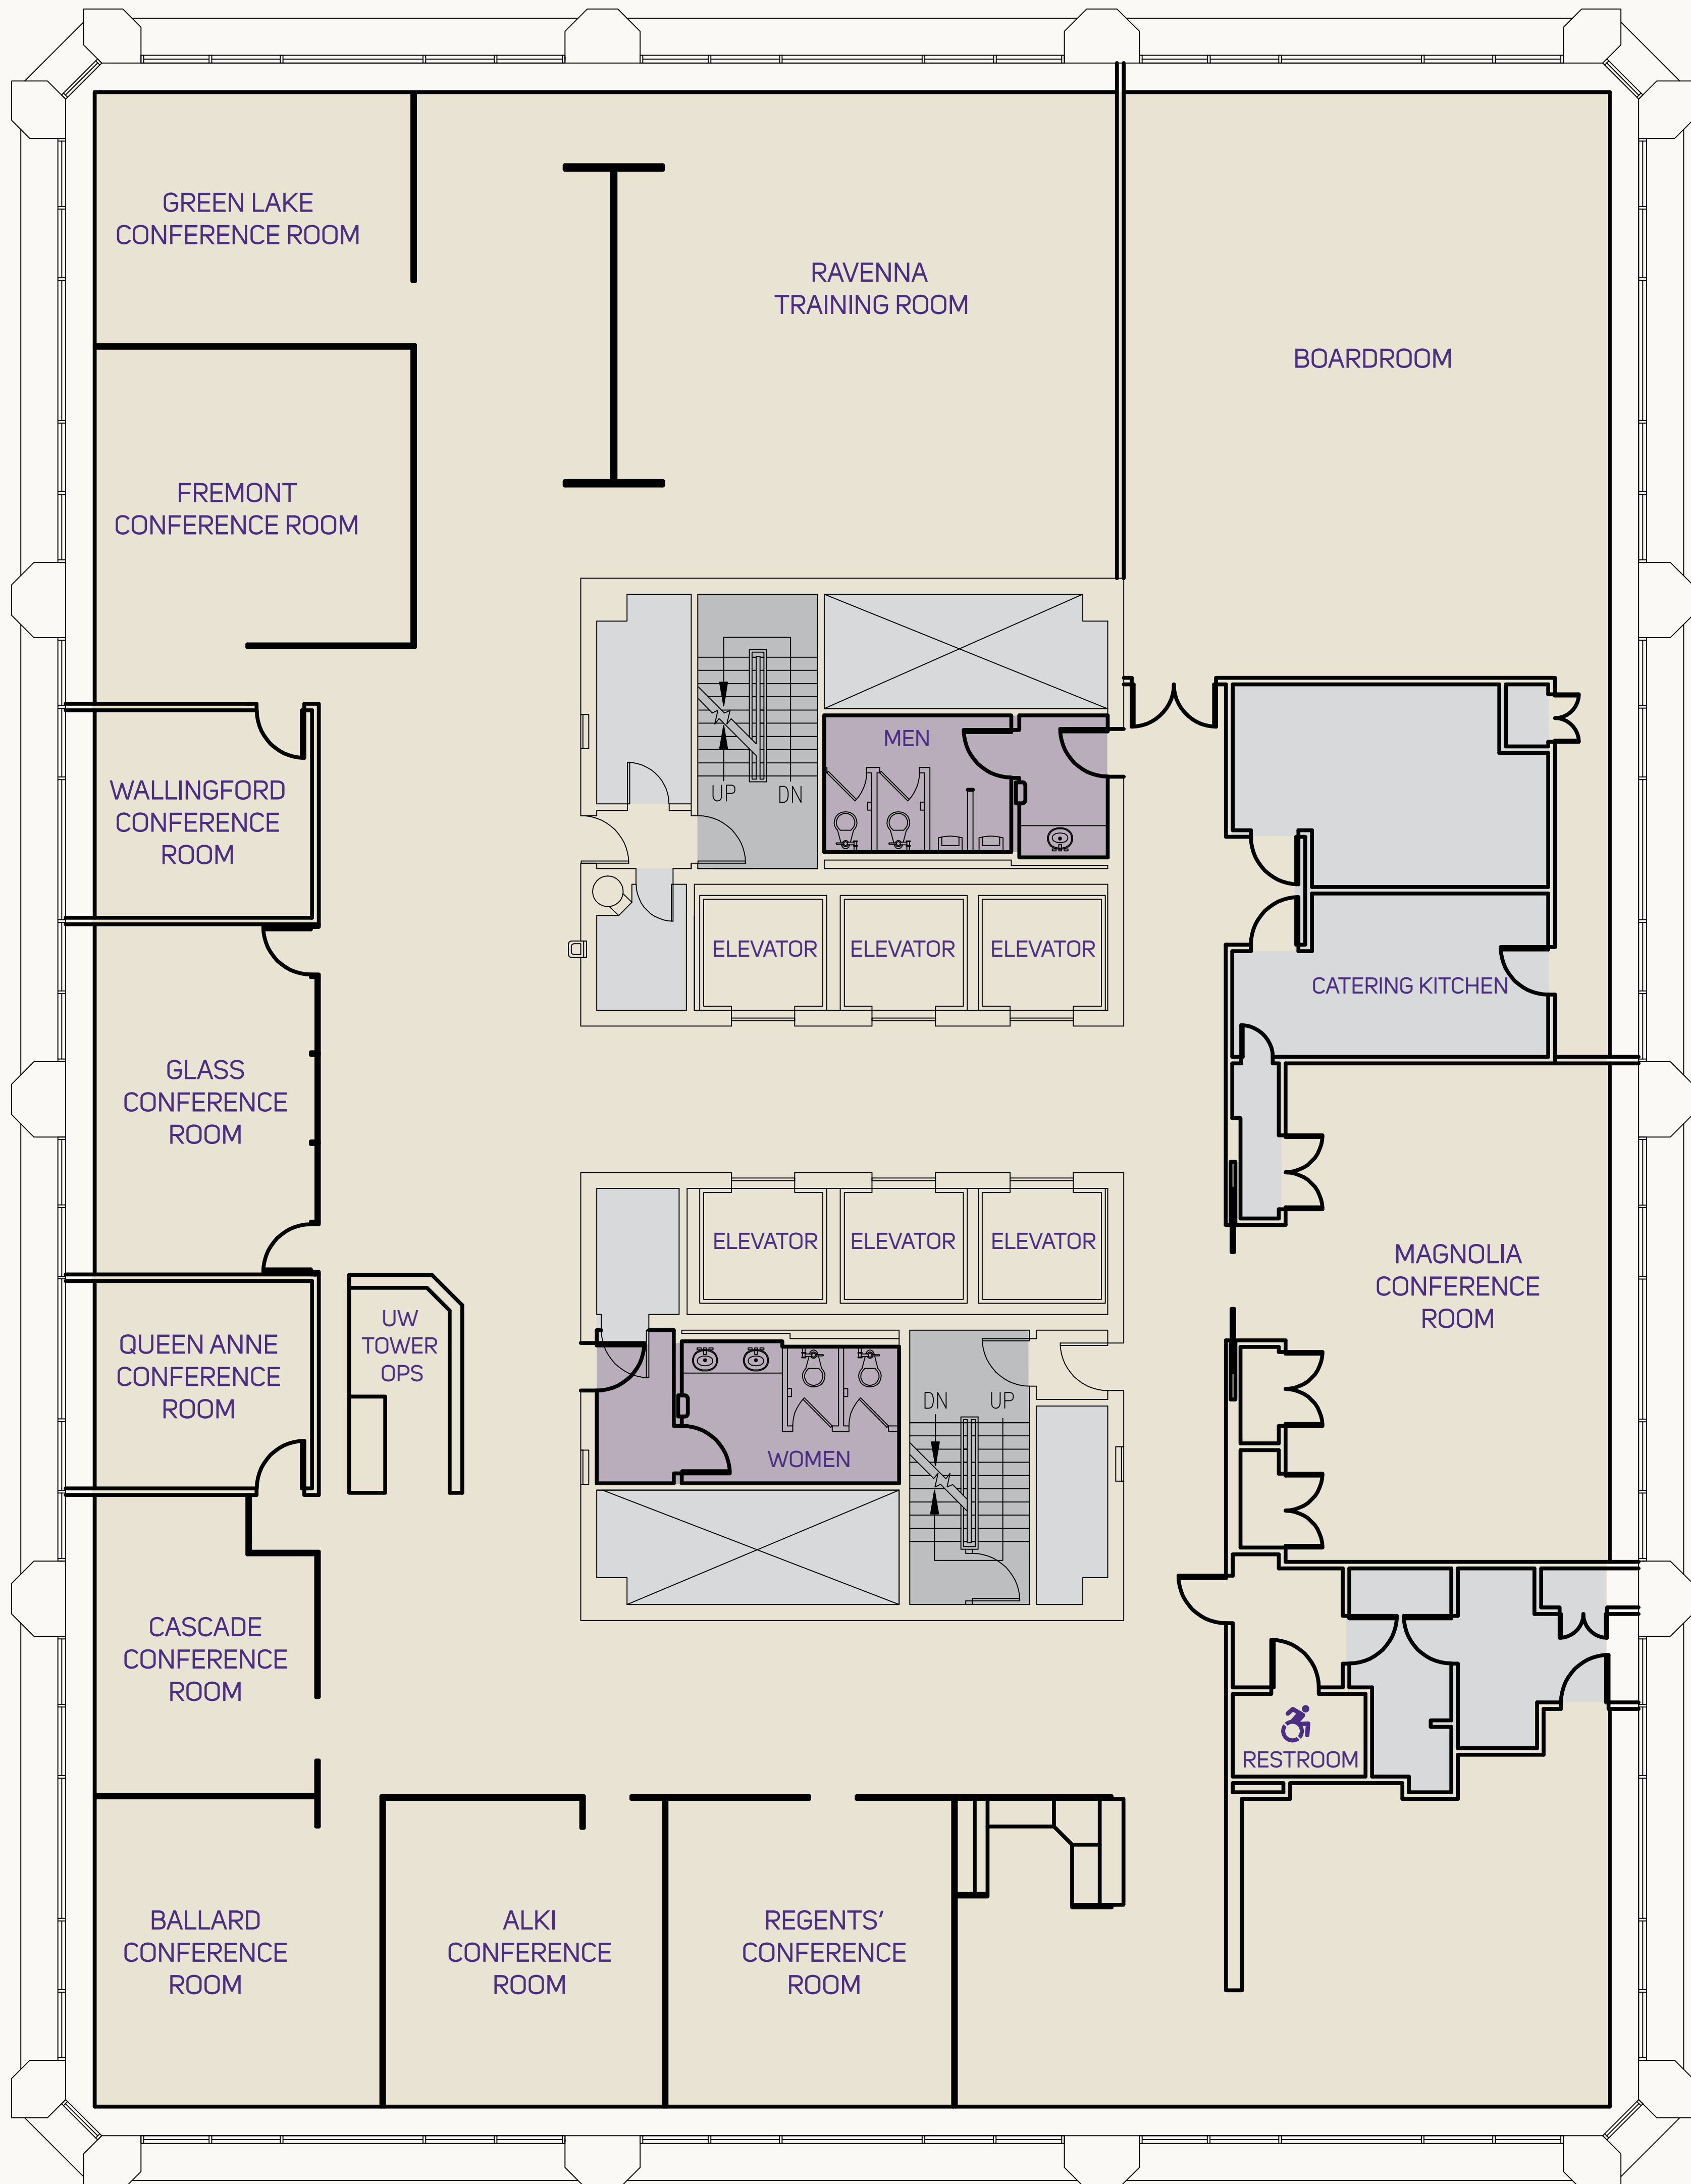 GREEN LAKE
CONFERENCE ROOM
RAVENNA
TRAINING ROOM
BOARDROOM
FREMONT
CONFERENCE ROOM
MEN
UP
DN
WALLINGFORD
CONFERENCE
ROOM
ELEVATOR
ELEVATOR
ELEVATOR
CATERING KITCHEN
GLASS
CONFERENCE
ROOM
ELEVATOR
ELEVATOR
ELEVATOR
MAGNOLIA
CONFERENCE
ROOM
UW
TOWER
OPS
QUEEN ANNE
CONFERENCE
ROOM
DN
UP
WOMEN
CASCADE
CONFERENCE
ROOM
RESTROOM
BALLARD
CONFERENCE
ROOM
ALKI
CONFERENCE
ROOM
REGENTS’
CONFERENCE
ROOM